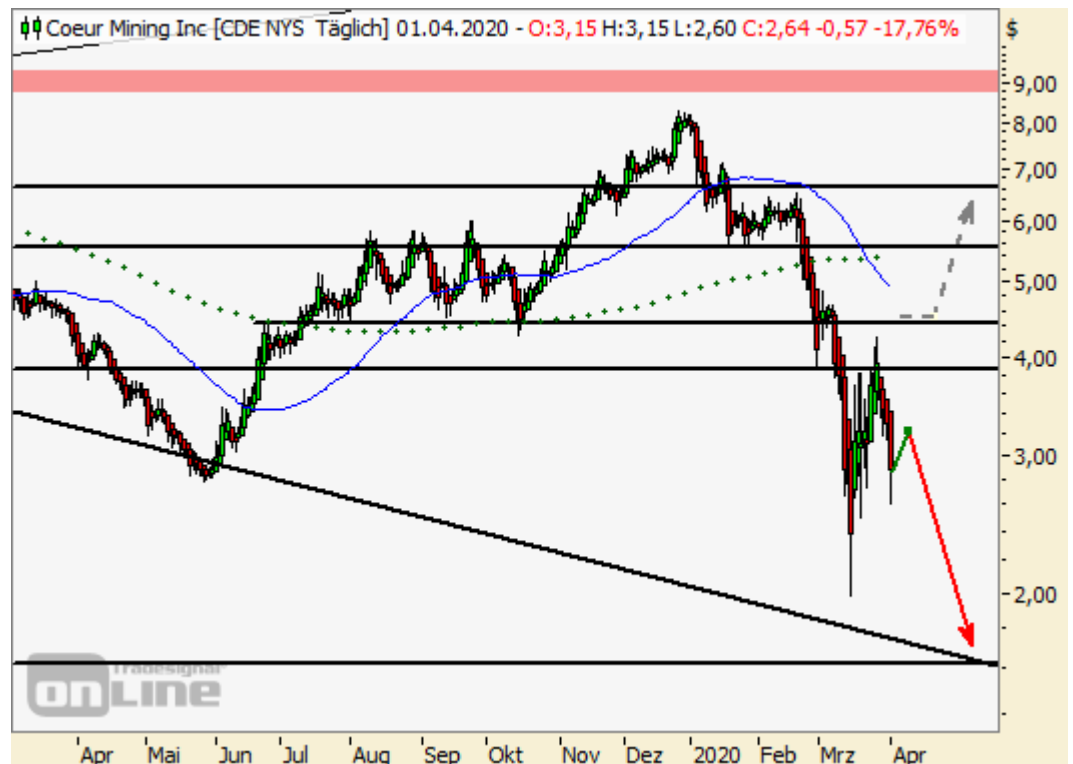 Coeur Mining Inc [CDE NYS Täglich] 01.04.2020 - O:3,15 H:3,15 L:2,60 C:2,64 -0,57 -17,76% $
9,00
8,00
7,00
6,00
5,00
4,00
3,00
2,00
Tradesignal
onLine
Apr Mai Jun Jul Aug Sep Okt Nov Dez 2020 Feb Mrz Apr